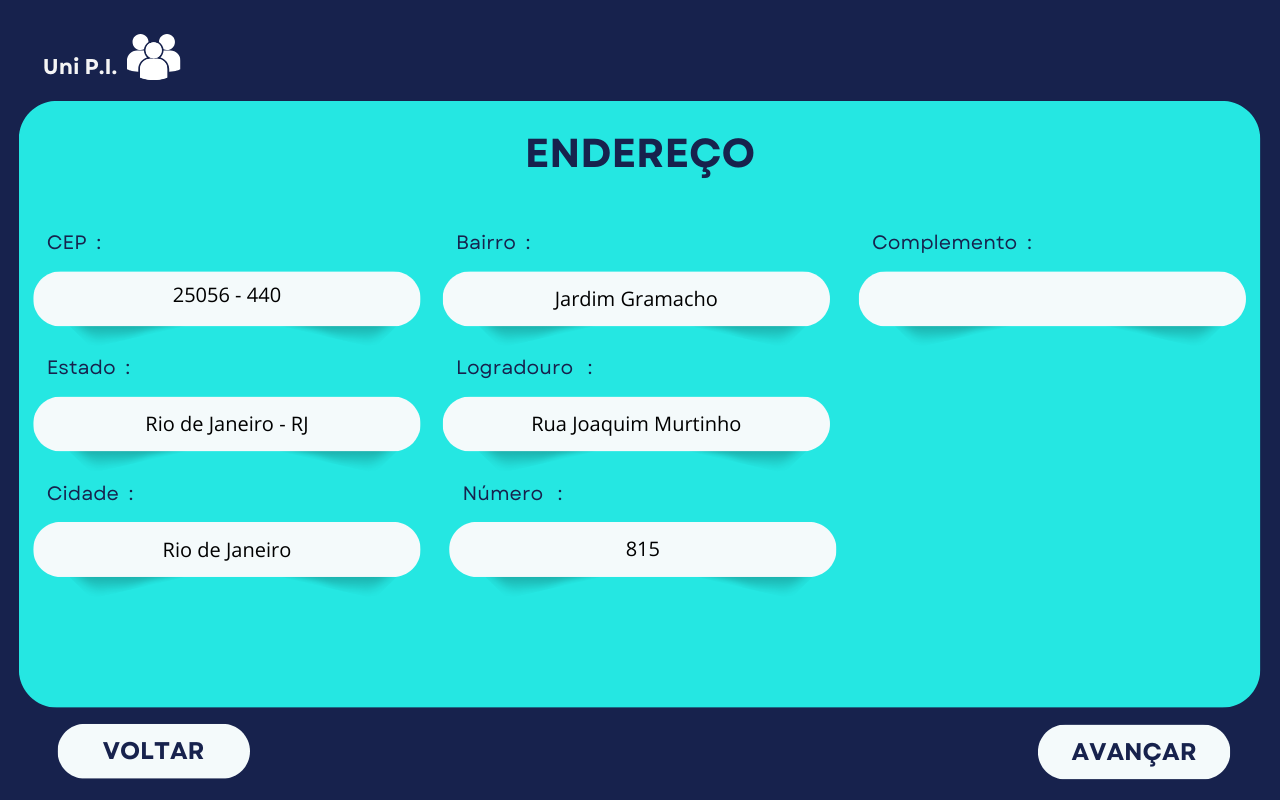 Uni P.I.
ENDEREÇO
CEP :
25056 - 440
Bairro :
Jardim Gramacho
Complemento :
Estado :
Rio de Janeiro - RJ
Logradouro :
Rua Joaquim Murtinho
Cidade :
Rio de Janeiro
Número :
815
VOLTAR
AVANÇAR